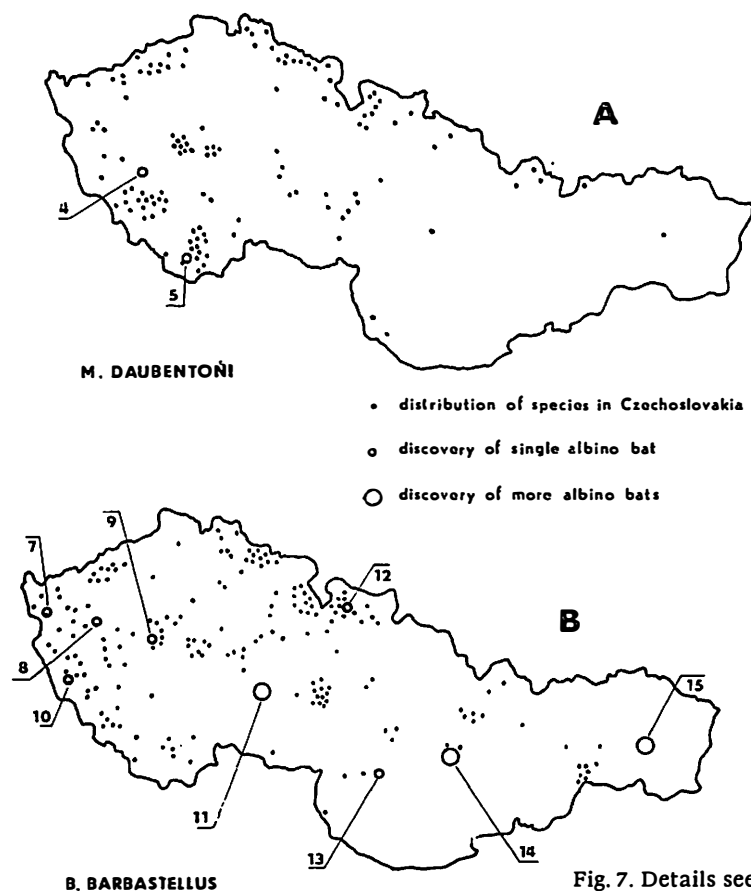 A
4
5
M. DAUBENTONI
distribution of species in Czechoslovakia
discovery of single albino bat
discovery of more albino bats
9
7
12
B
8
15
10
11
13
14
B. BARBASTELLUS
Fig. 7. Details see